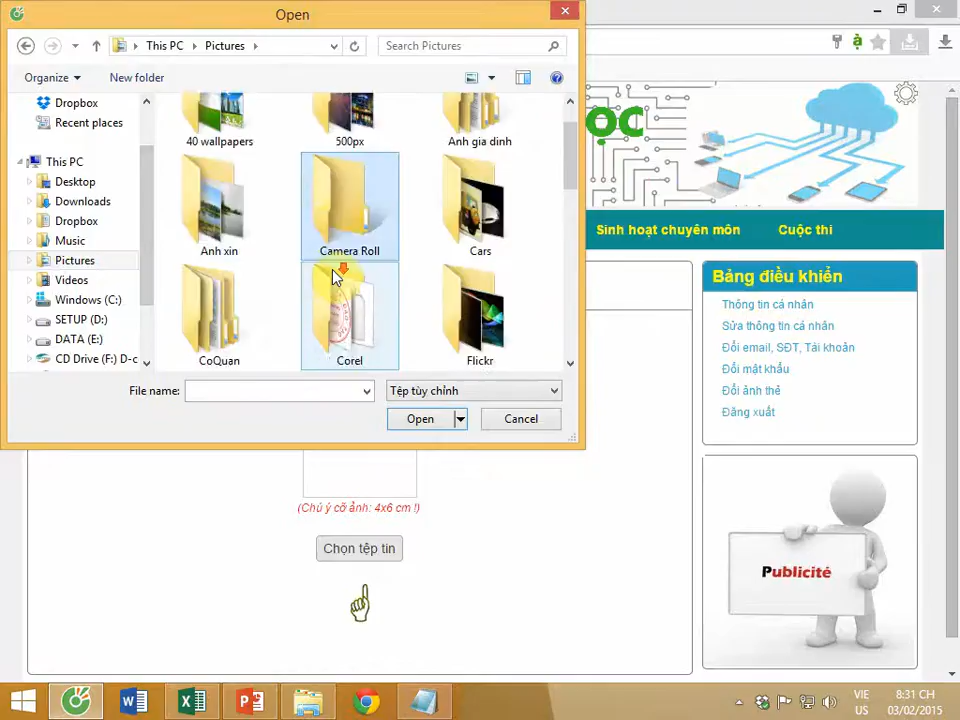 Open
This PC
Pictures
Search Pictures
Organize
New folder
Dropbox
Recent places
This PC
Desktop
Downloads
Dropbox
Music
Pictures
Videos
Windows (C:)
SETUP (D:)
DATA (E:)
CD Drive (F:) D-c
40 wallpapers
500px
Anh gia dinh
Anh xin
Camera Roll
Cars
CoQuan
Corel
Flickr
File name:
Tệp tùy chỉnh
Open
Cancel
ỌC
Sinh hoạt chuyên môn
Cuộc thi
Bảng điều khiển
Thông tin cá nhân
Sửa thông tin cá nhân
Đổi email, SĐT, Tài khoản
Đổi mật khẩu
Đổi ảnh thẻ
Đăng xuất
(Chú ý cỡ ảnh: 4x6 cm !)
Chọn tệp tin
Publicité
VIE
US
8:31 CH
03/02/2015